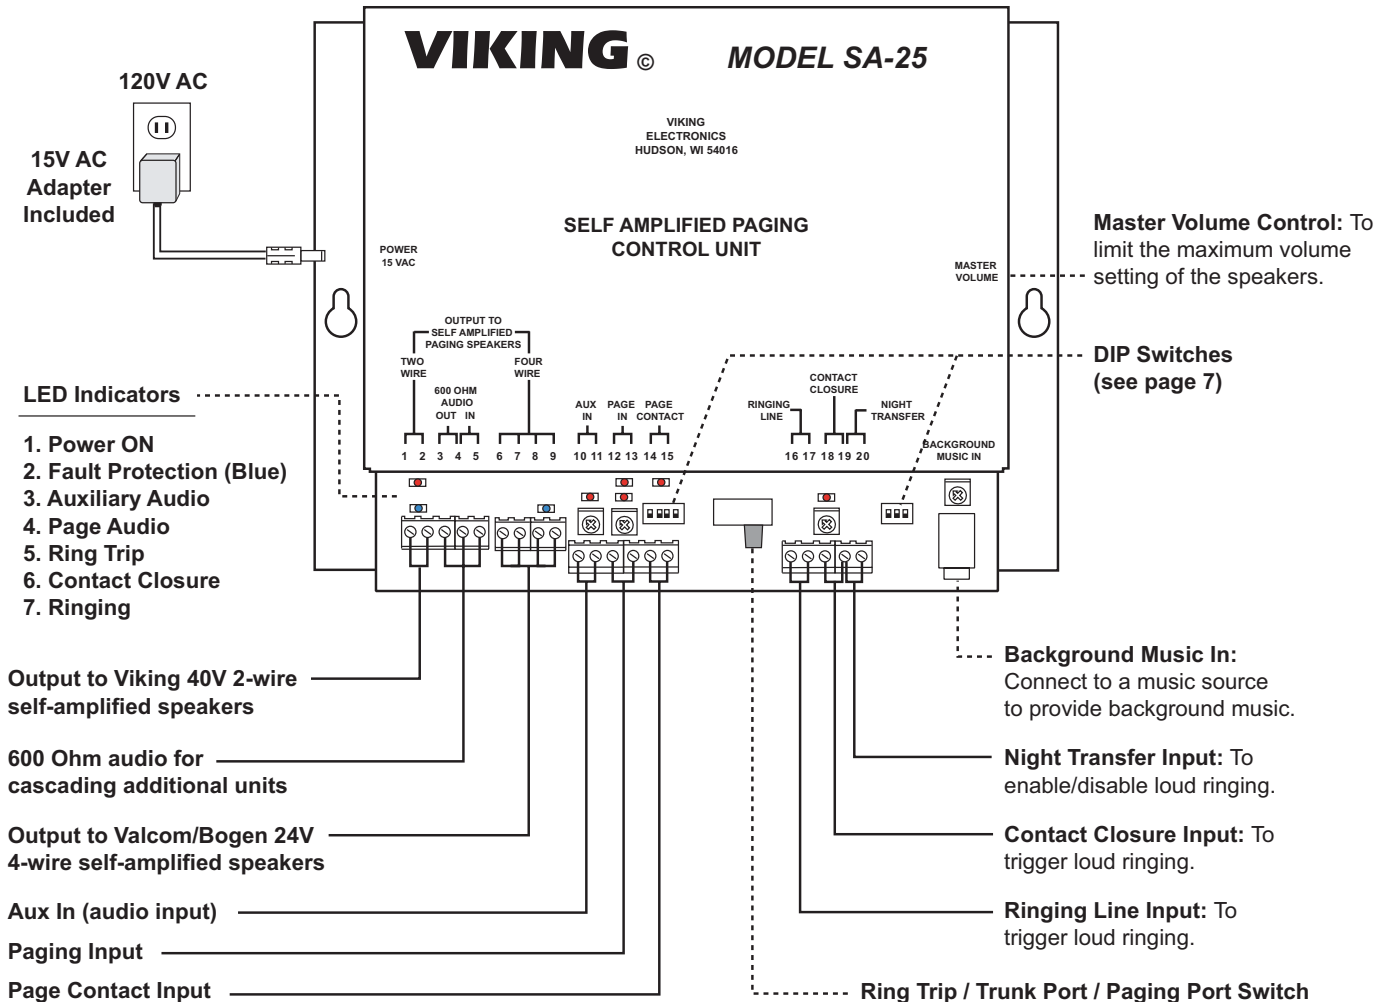 VIKING ©
MODEL SA-25
VIKING
ELECTRONICS
HUDSON, WI 54016
SELF AMPLIFIED PAGING
CONTROL UNIT
120V AC
15V AC
Adapter
Included
POWER
15 VAC
MASTER
VOLUME
Master Volume Control: To
limit the maximum volume
setting of the speakers.
OUTPUT TO
SELF AMPLIFIED
PAGING SPEAKERS
TWO
WIRE
FOUR
WIRE
600 OHM
AUDIO
OUT IN
AUX
IN
PAGE
IN
PAGE
CONTACT
RINGING
LINE
CONTACT
CLOSURE
NIGHT
TRANSFER
BACKGROUND
MUSIC IN
1 2 3 4 5 6 7 8 9 10 11 12 13 14 15 16 17 18 19 20
DIP Switches
(see page 7)
LED Indicators
1. Power ON
2. Fault Protection (Blue)
3. Auxiliary Audio
4. Page Audio
5. Ring Trip
6. Contact Closure
7. Ringing
Output to Viking 40V 2-wire
self-amplified speakers
600 Ohm audio for
cascading additional units
Output to Valcom/Bogen 24V
4-wire self-amplified speakers
Aux In (audio input)
Paging Input
Page Contact Input
Background Music In:
Connect to a music source
to provide background music.
Night Transfer Input: To
enable/disable loud ringing.
Contact Closure Input: To
trigger loud ringing.
Ringing Line Input: To
trigger loud ringing.
Ring Trip / Trunk Port / Paging Port Switch